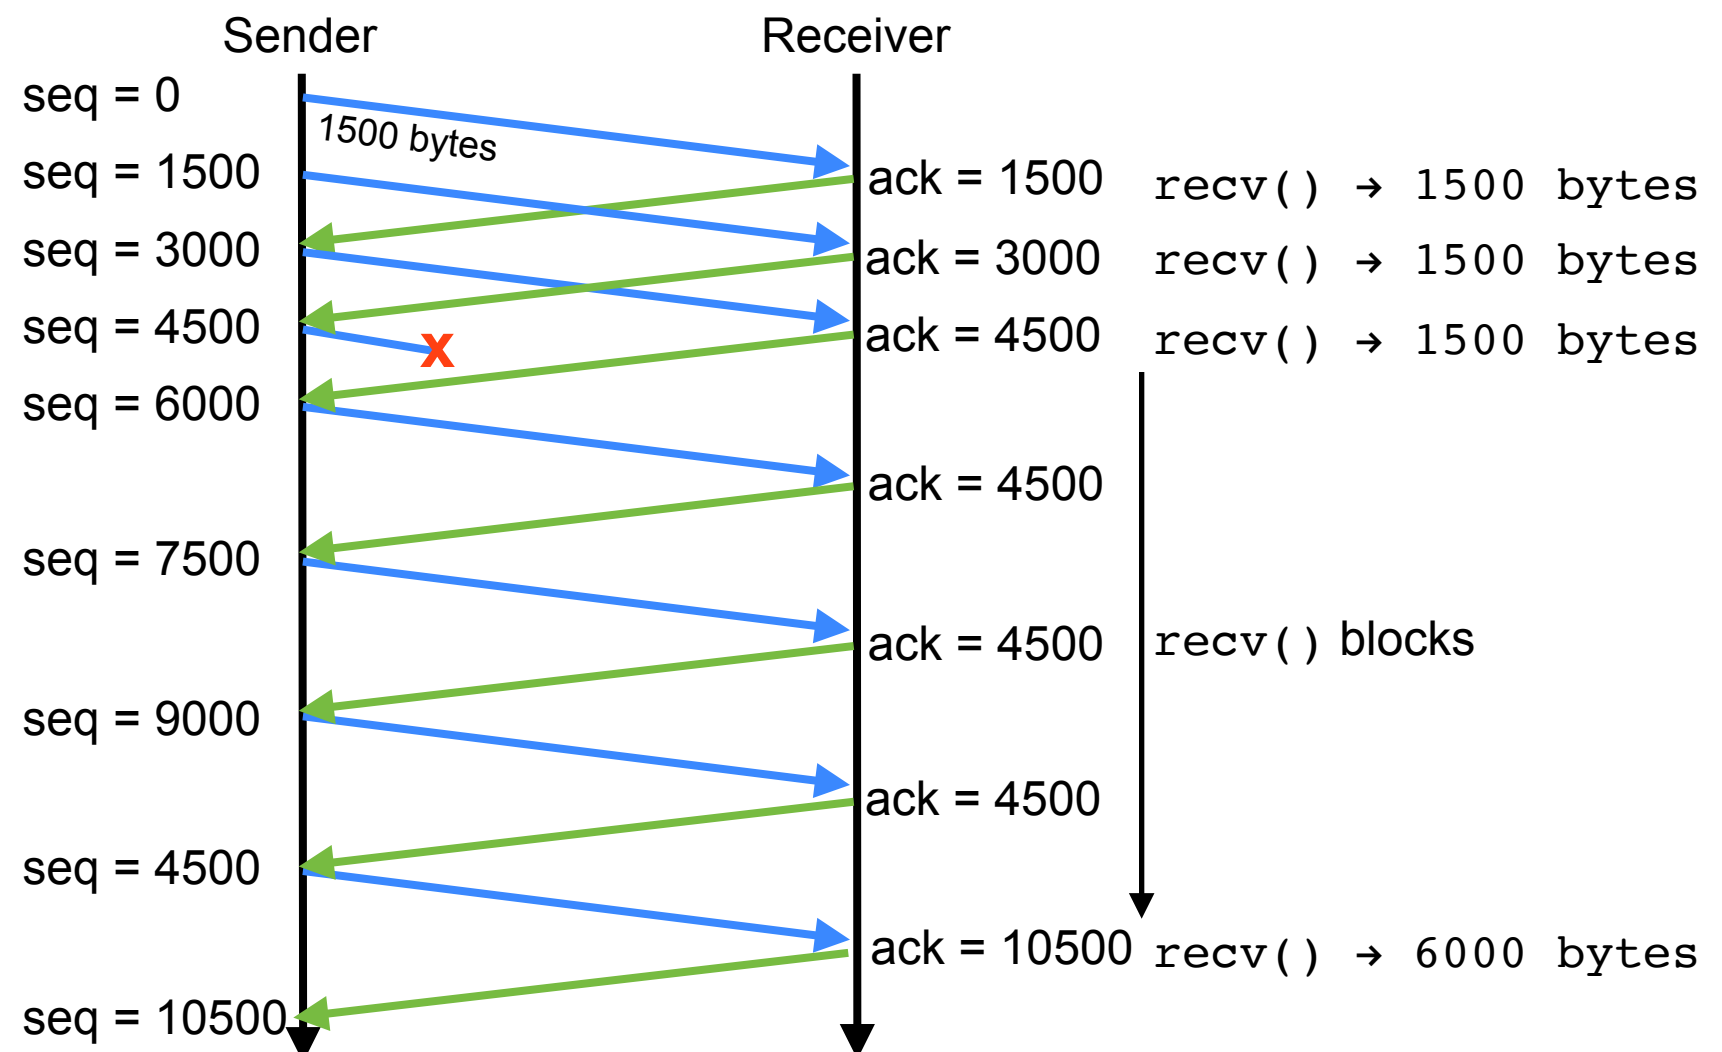 Sender Receiver
seq = 0
1500 bytes
seq = 1500 ack = 1500 recv() → 1500 bytes
seq = 3000 ack = 3000 recv() → 1500 bytes
seq = 4500 X ack = 4500 recv() → 1500 bytes
seq = 6000
ack = 4500
seq = 7500
ack = 4500 recv() blocks
seq = 9000
ack = 4500
seq = 4500
ack = 10500 recv() → 6000 bytes
seq = 10500